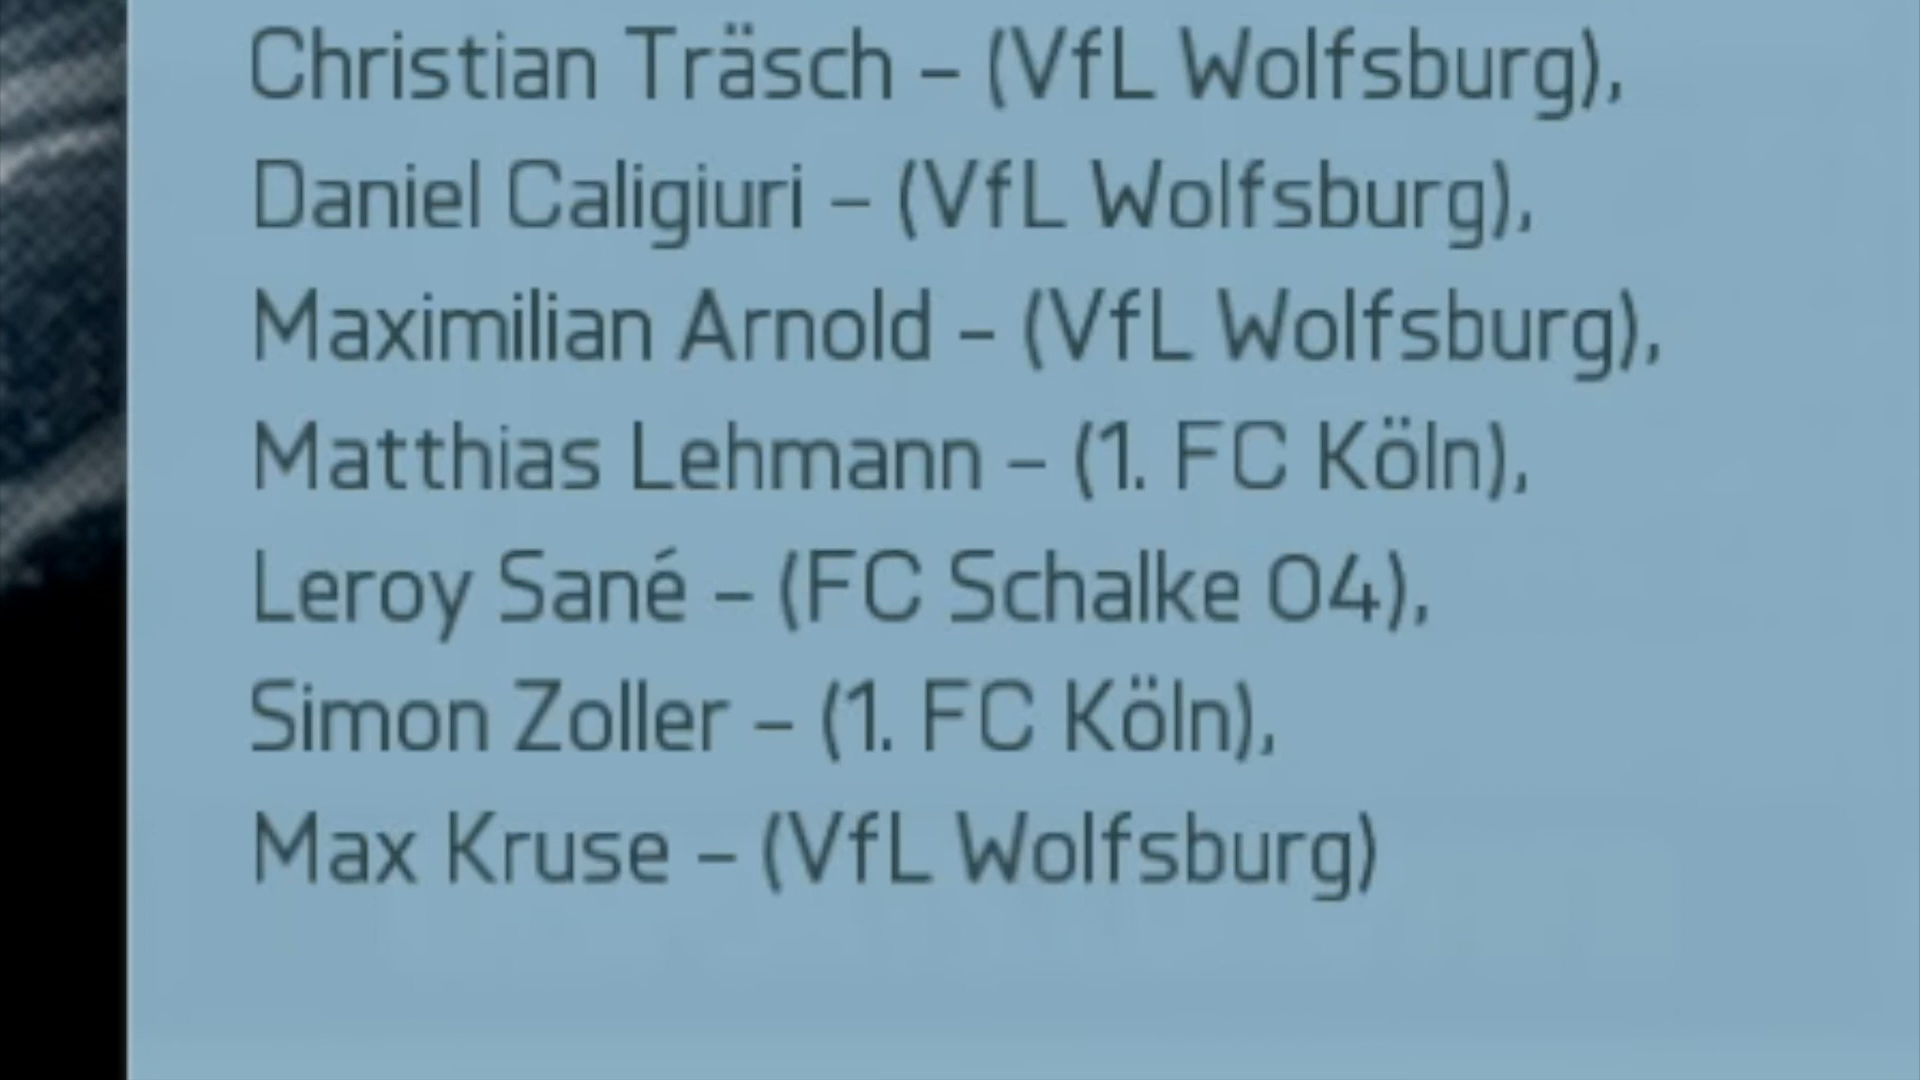 Christian Träsch – (VfL Wolfsburg),
Daniel Caligiuri – (VfL Wolfsburg),
Maximilian Arnold – (VfL Wolfsburg),
Matthias Lehmann – (1. FC Köln),
Leroy Sané – (FC Schalke 04),
Simon Zoller – (1. FC Köln),
Max Kruse – (VfL Wolfsburg)